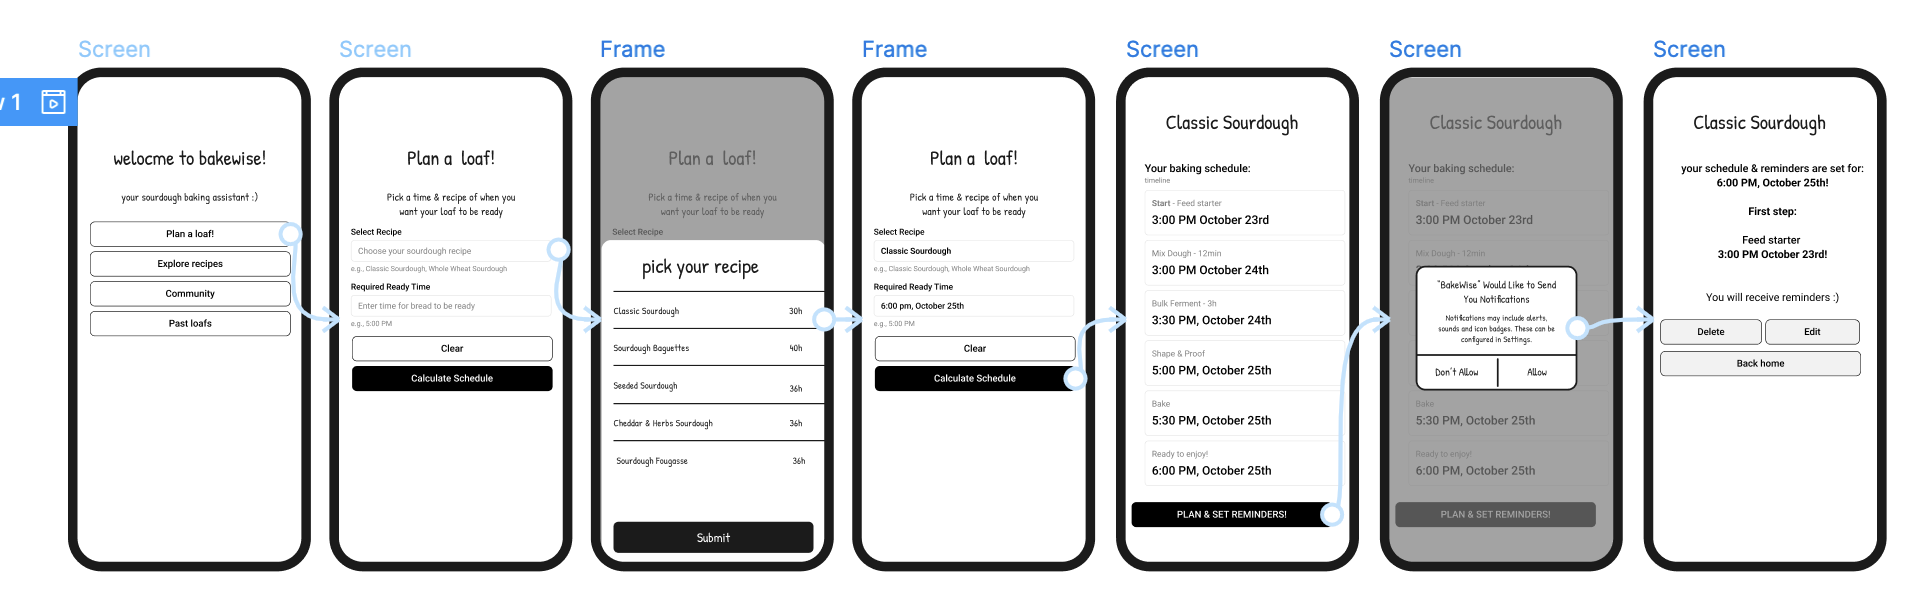 Screen
Screen
Frame
Frame
Screen
Screen
Screen
1
welocme to bakewise!
your sourdough baking assistant :)
Plan a loaf!
Explore recipes
Community
Past loafs
Plan a loaf!
Pick a time & recipe of when you
want your loaf to be ready
Select Recipe
Choose your sourdough recipe
e.g., Classic Sourdough, Whole Wheat Sourdough
Required Ready Time
Enter time for bread to be ready
e.g., 5:00 PM
Clear
Calculate Schedule
Plan a loaf!
Pick a time & recipe of when you
want your loaf to be ready
Select Recipe
pick your recipe
Classic Sourdough 30h
Sourdough Baguettes 40h
Seeded Sourdough 36h
Cheddar & Herbs Sourdough 36h
Sourdough Fougasse 36h
Submit
Plan a loaf!
Pick a time & recipe of when you
want your loaf to be ready
Select Recipe
Classic Sourdough
e.g., Classic Sourdough, Whole Wheat Sourdough
Required Ready Time
6:00 pm, October 25th
e.g., 5:00 PM
Clear
Calculate Schedule
Classic Sourdough
Your baking schedule:
timeline
Start - Feed starter
3:00 PM October 23rd
Mix Dough - 12min
3:00 PM October 24th
Bulk Ferment - 3h
3:30 PM, October 24th
Shape & Proof
5:00 PM, October 25th
Bake
5:30 PM, October 25th
Ready to enjoy!
6:00 PM, October 25th
PLAN & SET REMINDERS!
Classic Sourdough
Your baking schedule:
timeline
Start - Feed starter
3:00 PM October 23rd
Mix Dough - 12min
"BakeWise" Would Like to Send
You Notifications
Notifications may include alerts,
sounds and icon badges. These can be
configured in Settings.
Don't Allow Allow
Bake
5:30 PM, October 25th
Ready to enjoy!
6:00 PM, October 25th
PLAN & SET REMINDERS!
Classic Sourdough
your schedule & reminders are set for:
6:00 PM, October 25th!
First step:
Feed starter
3:00 PM October 23rd!
You will receive reminders :)
Delete Edit
Back home